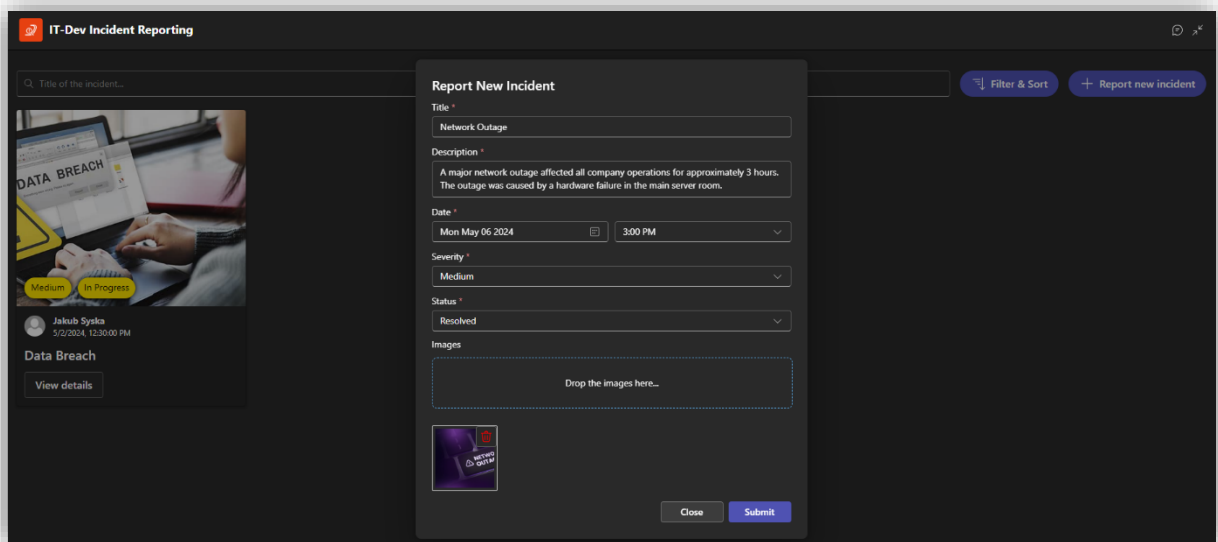 IT-Dev Incident Reporting
Title of the incident...
Filter & Sort
Report new incident
DATA BREACH
Medium
In Progress
Jakub Syska
5/2/2024, 12:30:00 PM
Data Breach
View details
Report New Incident
Title *
Network Outage
Description *
A major network outage affected all company operations for approximately 3 hours.
The outage was caused by a hardware failure in the main server room.
Date *
Mon May 06 2024
3:00 PM
Severity *
Medium
Status *
Resolved
Images
Drop the images here...
NETWO
OUTA
Close
Submit